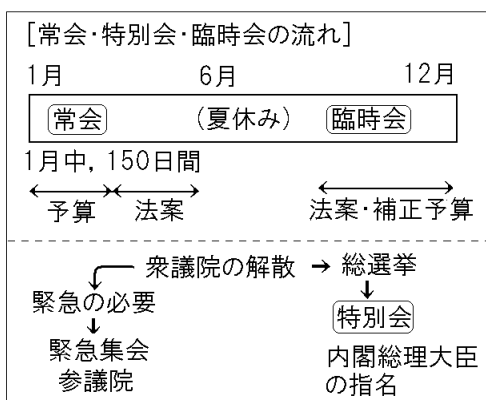 [常会・特別会・臨時会の流れ]
1月 6月 12月
常会 (夏休み) 臨時会
1月中, 150日間
予算 法案 法案・補正予算
衆議院の解散 → 総選挙
緊急の必要
特別会
緊急集会
参議院
内閣総理大臣
の指名